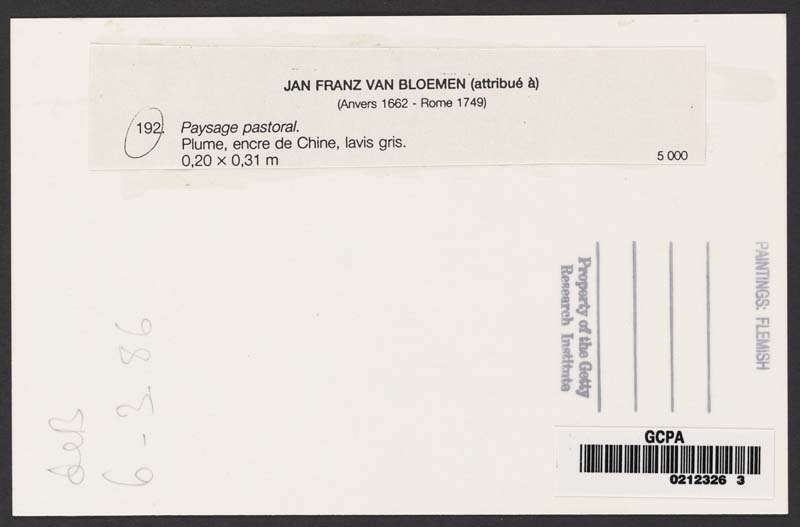 JAN FRANZ VAN BLOEMEN (attribué à)
(Anvers 1662 - Rome 1749)
192. Paysage pastoral.
Plume, encre de Chine, lavis gris.
0,20 × 0,31 m
5 000
PAINTINGS: FLEMISH
Property of the Getty
Research Institute
6-3.86
GCPA
0212326 3